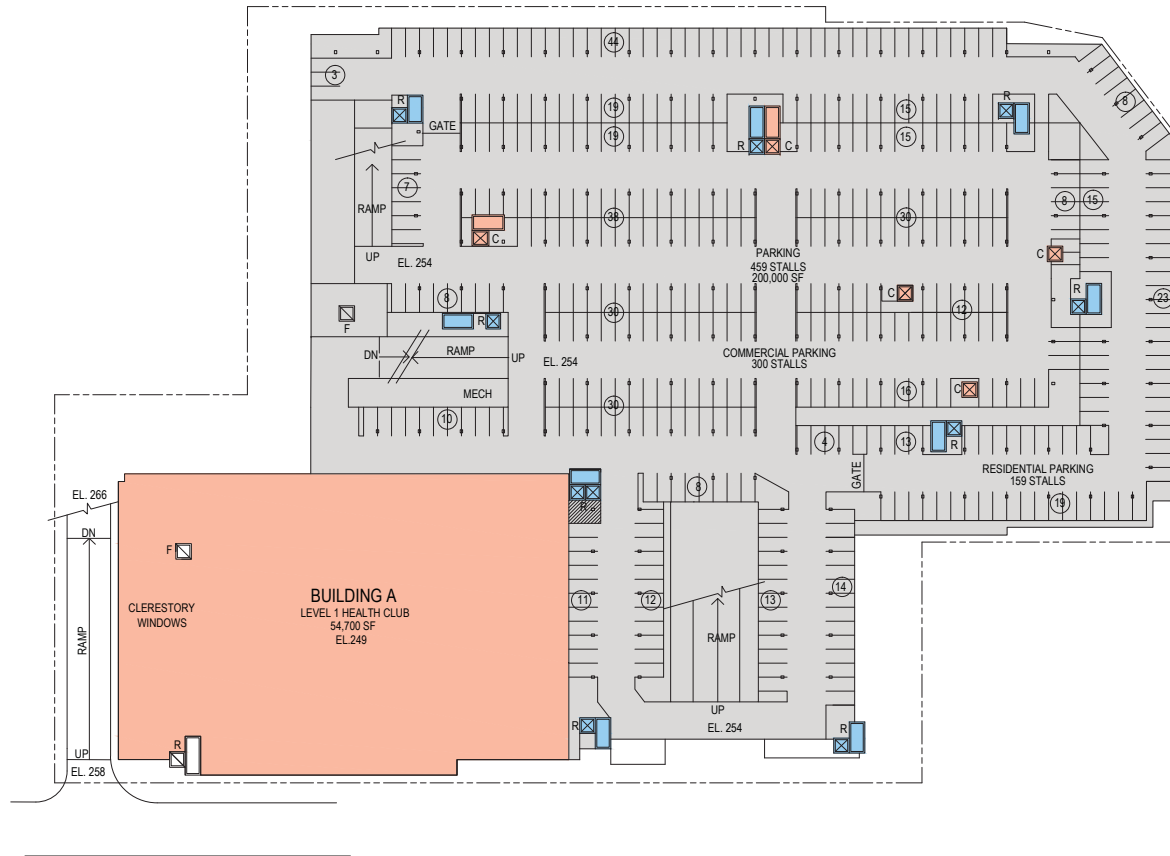 44
3
8
R
19
15
R
GATE
19
15
R
C
7
8
15
RAMP
38
30
C
UP
EL. 254
PARKING
459 STALLS
200,000 SF
C
R
8
C
23
F
R
30
12
DN
RAMP
UP
EL. 254
COMMERCIAL PARKING
300 STALLS
MECH
16
C
30
10
4
13
R
GATE
RESIDENTIAL PARKING
159 STALLS
8
19
EL. 266
R
DN
F
CLERESTORY
WINDOWS
BUILDING A
LEVEL 1 HEALTH CLUB
54,700 SF
EL.249
11
12
13
14
RAMP
RAMP
UP
EL. 254
R
R
R
UP
EL. 258